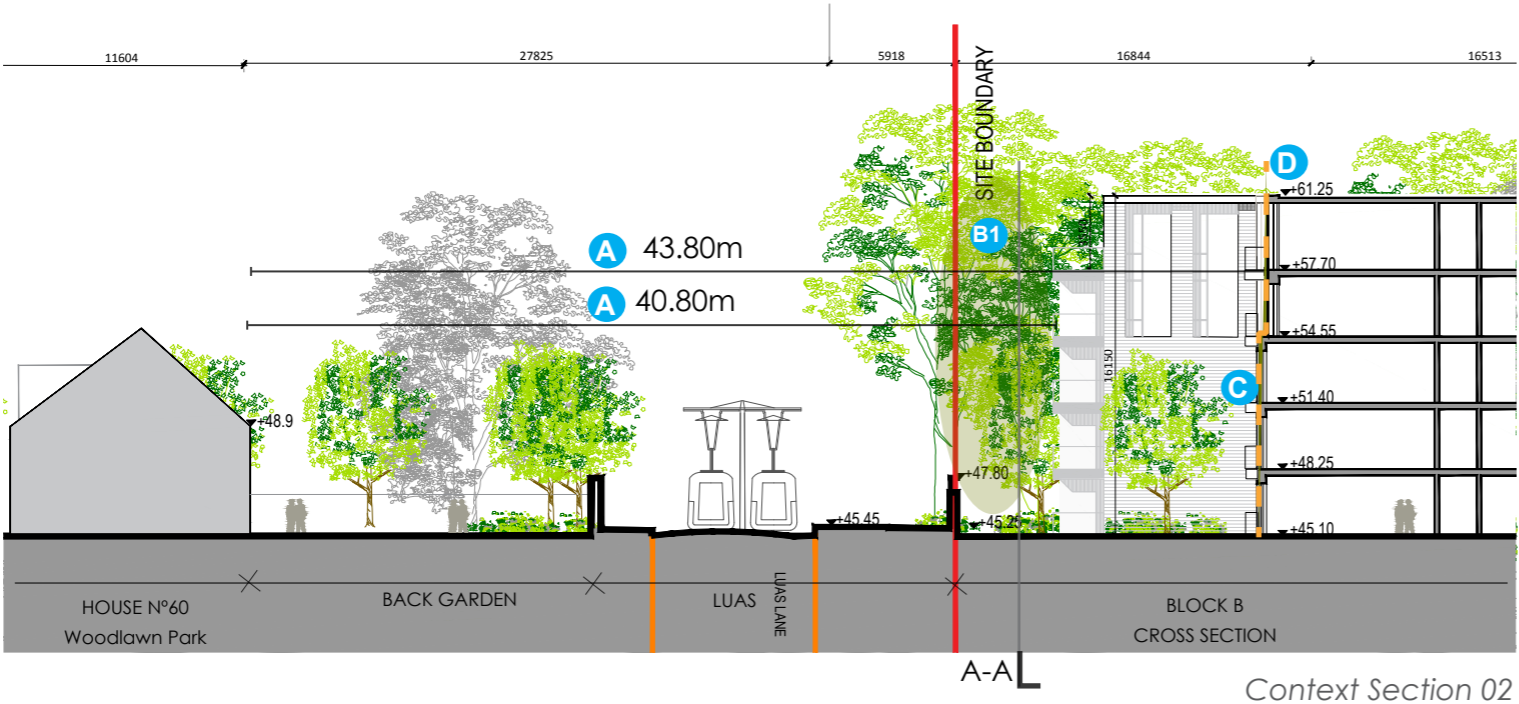 11604
27825
5918
16844
16513
SITE BOUNDARY
D
+61.25
B1
A 43.80m
+57.70
A 40.80m
+54.55
16150
C
+51.40
+48.9
+48.25
+47.80
+45.45
+45.25
+45.10
HOUSE Nº60
Woodlawn Park
BACK GARDEN
LUAS
LUAS LANE
BLOCK B
CROSS SECTION
A-A
Context Section 02